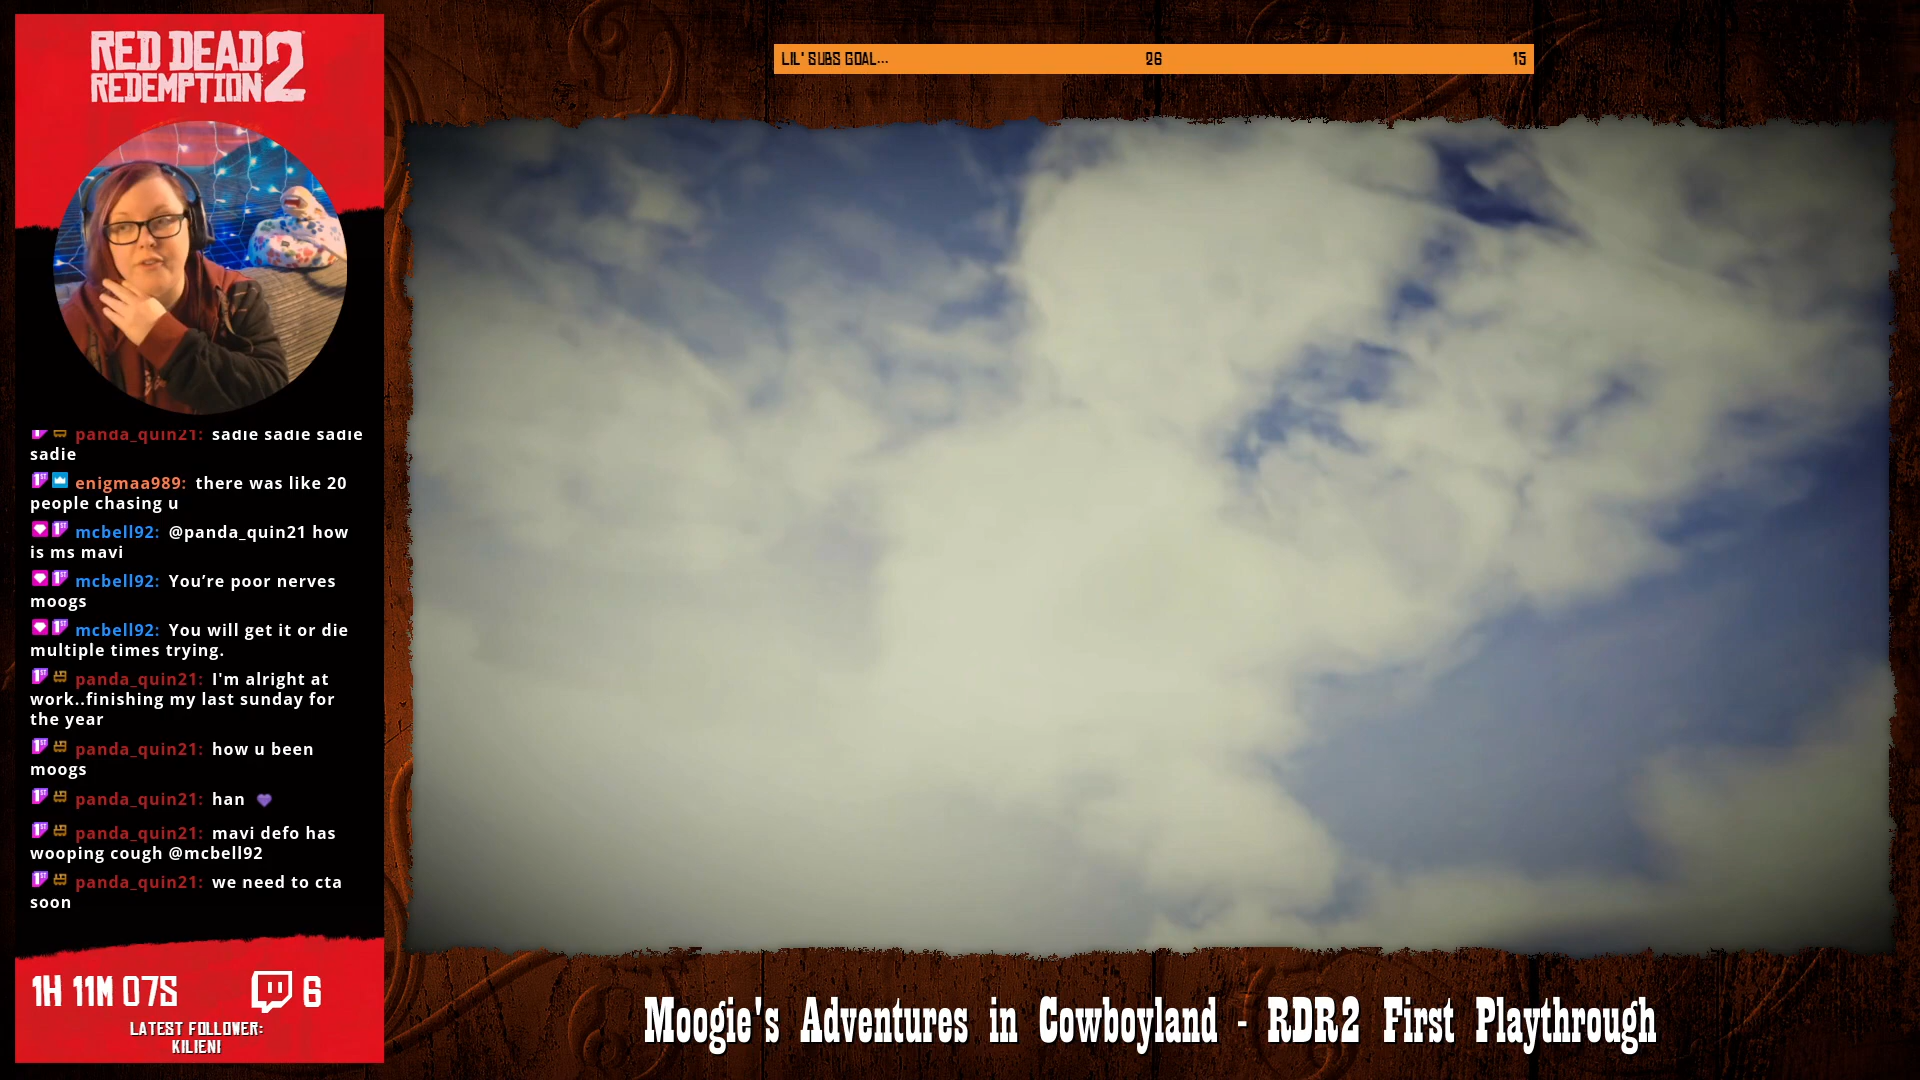 RED DEAD
REDEMPTION 2
LIL' SUBS GOAL... 26 15
panda_quin21: sadie sadie sadie
sadie
enigmaa989: there was like 20
people chasing u
mcbell92: @panda_quin21 how
is ms mavi
mcbell92: You’re poor nerves
moogs
mcbell92: You will get it or die
multiple times trying.
panda_quin21: I'm alright at
work..finishing my last sunday for
the year
panda_quin21: how u been
moogs
panda_quin21: han
panda_quin21: mavi defo has
wooping cough @mcbell92
panda_quin21: we need to cta
soon
1H 11M 07S 6
LATEST FOLLOWER:
KILIENI
Moogie's Adventures in Cowboyland - RDR2 First Playthrough